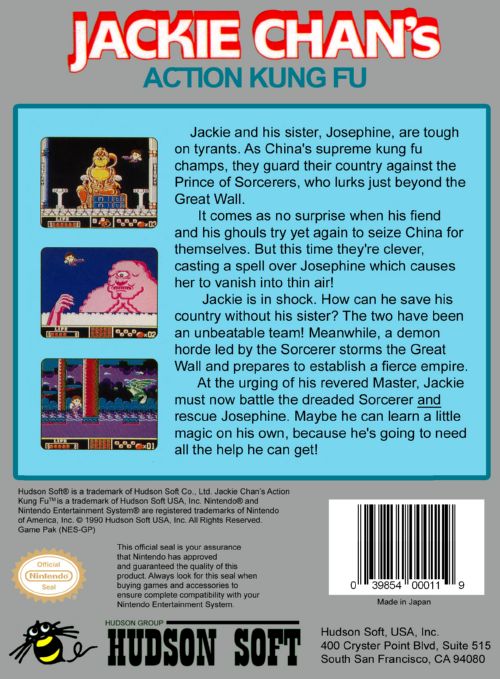 JACKIE CHAN's
ACTION KUNG FU
Jackie and his sister, Josephine, are tough
on tyrants. As China's supreme kung fu
champs, they guard their country against the
Prince of Sorcerers, who lurks just beyond the
Great Wall.
It comes as no surprise when his fiend
and his ghouls try yet again to seize China for
themselves. But this time they're clever,
casting a spell over Josephine which causes
her to vanish into thin air!
Jackie is in shock. How can he save his
country without his sister? The two have been
an unbeatable team! Meanwhile, a demon
horde led by the Sorcerer storms the Great
Wall and prepares to establish a fierce empire.
At the urging of his revered Master, Jackie
must now battle the dreaded Sorcerer and
rescue Josephine. Maybe he can learn a little
magic on his own, because he's going to need
all the help he can get!
LIFE
LIFE
×02
LIFE
×01
Hudson Soft® is a trademark of Hudson Soft Co., Ltd. Jackie Chan's Action
Kung Fu™ is a trademark of Hudson Soft USA, Inc. Nintendo® and
Nintendo Entertainment System® are registered trademarks of Nintendo
of America, Inc. © 1990 Hudson Soft USA, Inc. All Rights Reserved.
Game Pak (NES-GP)
Official
Nintendo
Seal
This official seal is your assurance
that Nintendo has approved
and guaranteed the quality of this
product. Always look for this seal when
buying games and accessories to
ensure complete compatibility with your
Nintendo Entertainment System.
0 39854 00011 9
Made in Japan
HUDSON GROUP
HUDSON SOFT
Hudson Soft, USA, Inc.
400 Cryster Point Blvd, Suite 515
South San Francisco, CA 94080